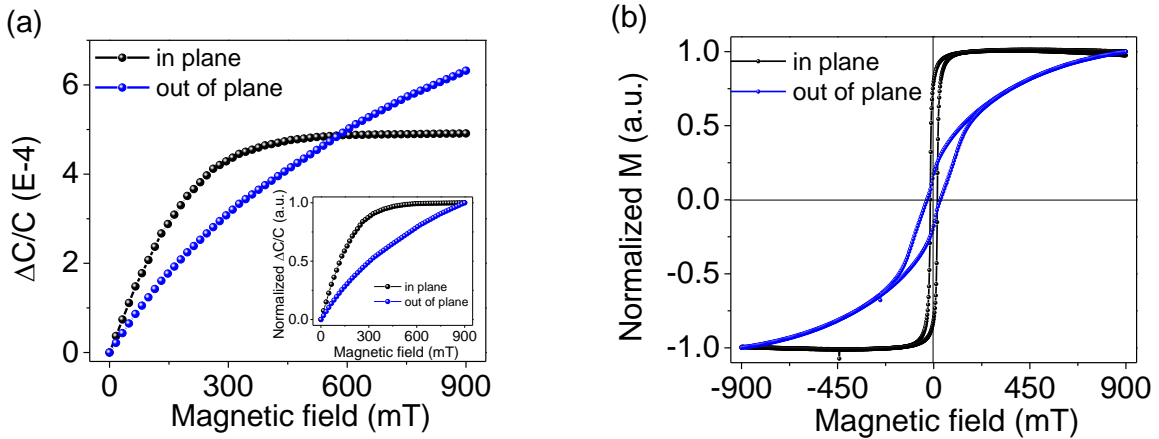 (a)
in plane
out of plane
6
4
2
0
ΔC/C (E-4)
0 300 600 900
Magnetic field (mT)
1.0
0.5
0.0
Normalized ΔC/C (a.u.)
in plane
out of plane
0 300 600 900
Magnetic field (mT)
(b)
in plane
out of plane
1.0
0.5
0.0
-0.5
-1.0
Normalized M (a.u.)
-900 -450 0 450 900
Magnetic field (mT)